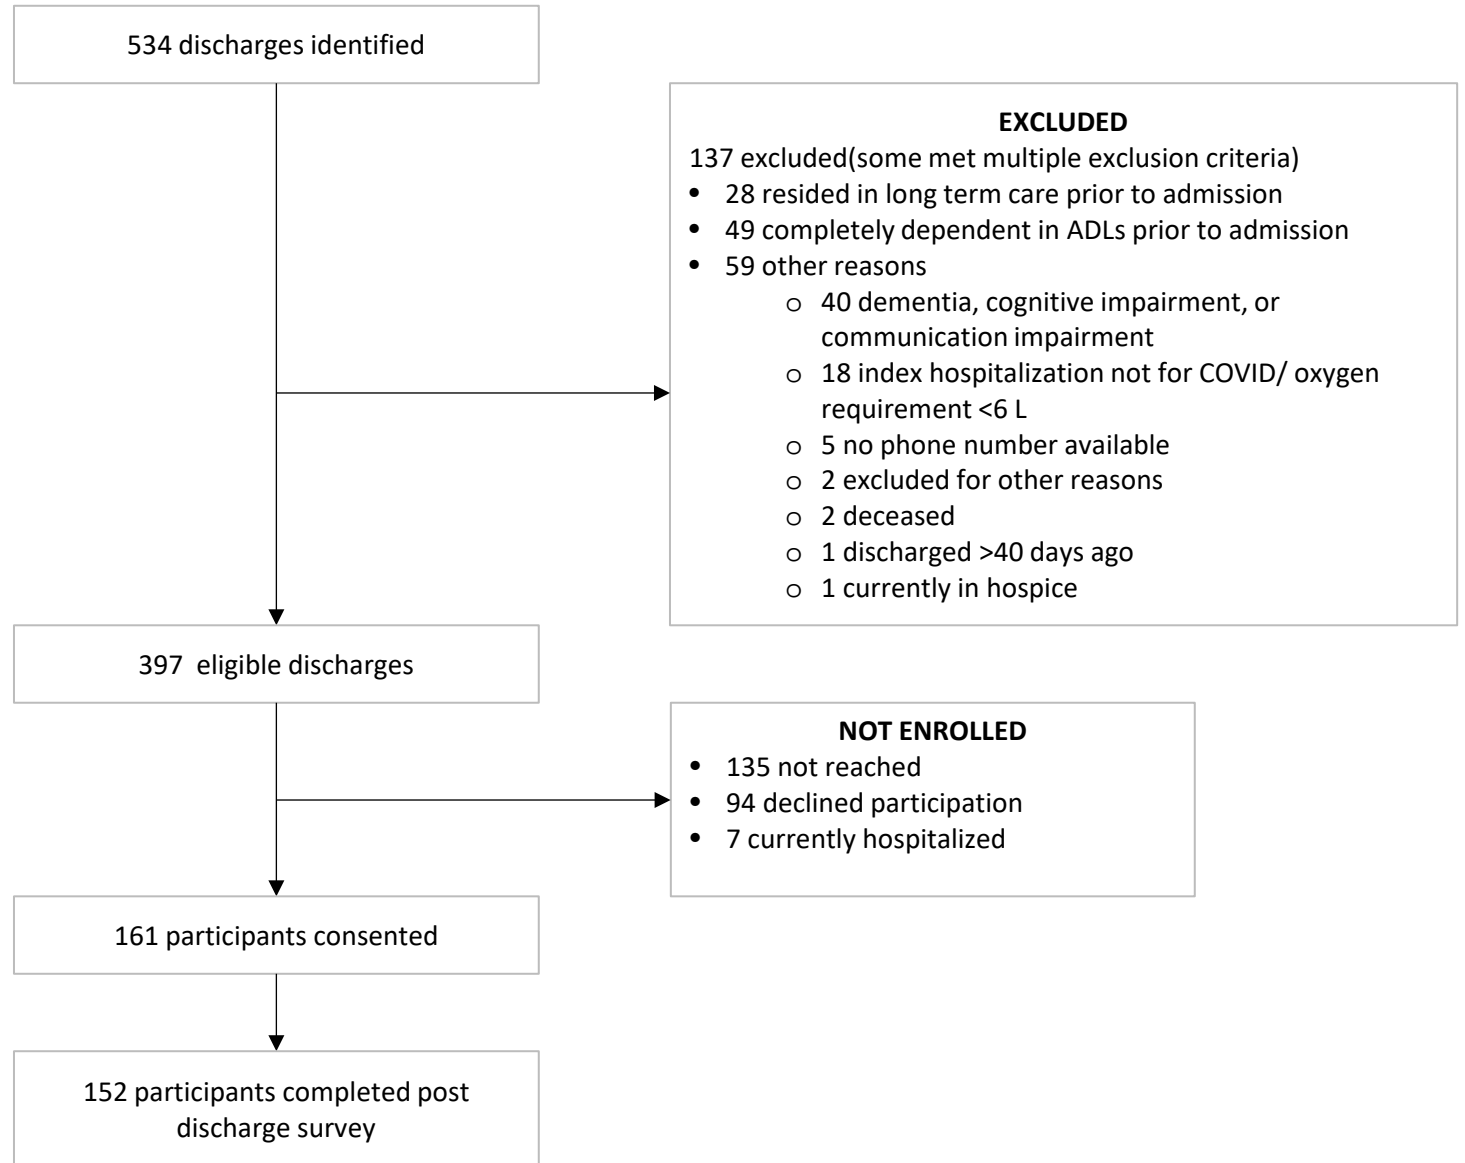 534 discharges identified
EXCLUDED
137 excluded(some met multiple exclusion criteria)
• 28 resided in long term care prior to admission
• 49 completely dependent in ADLs prior to admission
• 59 other reasons
o 40 dementia, cognitive impairment, or
communication impairment
o 18 index hospitalization not for COVID/ oxygen
requirement <6 L
o 5 no phone number available
o 2 excluded for other reasons
o 2 deceased
o 1 discharged >40 days ago
o 1 currently in hospice
397 eligible discharges
NOT ENROLLED
• 135 not reached
• 94 declined participation
• 7 currently hospitalized
161 participants consented
152 participants completed post
discharge survey